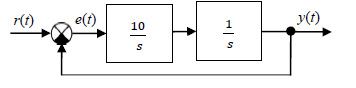 r(t) e(t) 10/s 1/s y(t)